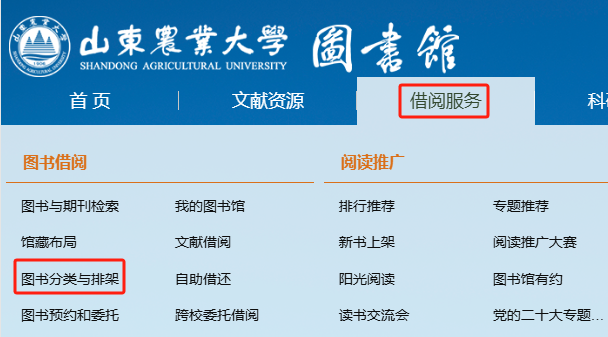 山東農業大學 圖書館
SHANDONG AGRICULTURAL UNIVERSITY
首 页 文献资源 借阅服务 科
图书借阅 阅读推广
图书与期刊检索 我的图书馆 排行推荐 专题推荐
馆藏布局 文献借阅 新书上架 阅读推广大赛
图书分类与排架 自助借还 阳光阅读 图书馆有约
图书预约和委托 跨校委托借阅 读书交流会 党的二十大专题...